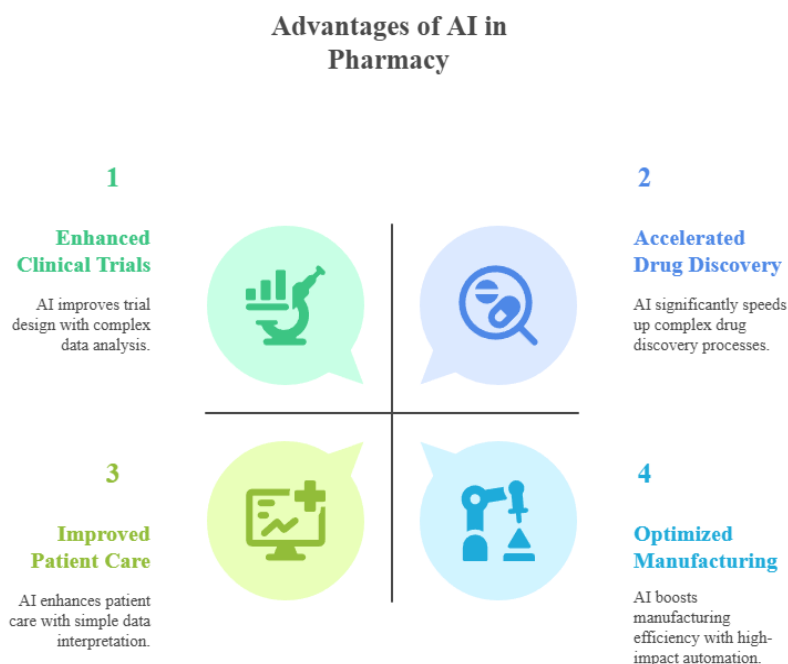 Advantages of AI in
Pharmacy
1
Enhanced
Clinical Trials
AI improves trial
design with complex
data analysis.
2
Accelerated
Drug Discovery
AI significantly speeds
up complex drug
discovery processes.
3
Improved
Patient Care
AI enhances patient
care with simple data
interpretation.
4
Optimized
Manufacturing
AI boosts
manufacturing
efficiency with high-
impact automation.